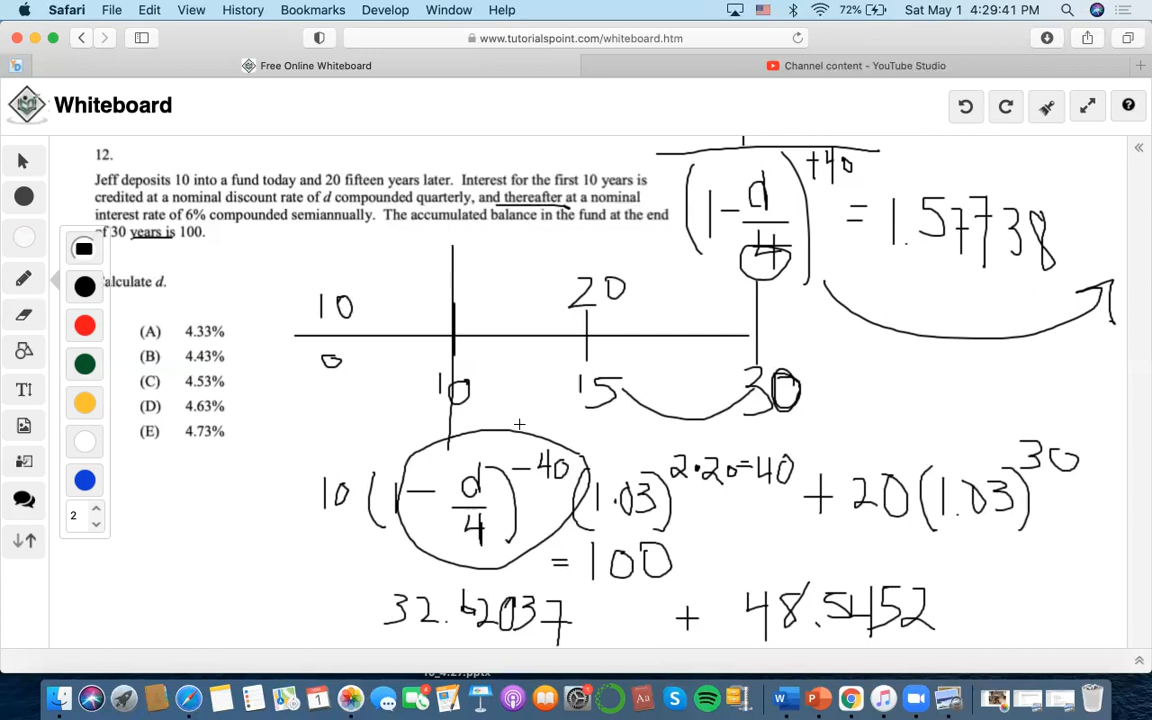 Safari File Edit View History Bookmarks Develop Window Help 72% Sat May 1 4:29:41 PM
www.tutorialspoint.com/whiteboard.htm
Free Online Whiteboard Channel content - YouTube Studio
Whiteboard
12.
Jeff deposits 10 into a fund today and 20 fifteen years later. Interest for the first 10 years is
credited at a nominal discount rate of d compounded quarterly, and thereafter at a nominal
interest rate of 6% compounded semiannually. The accumulated balance in the fund at the end
of 30 years is 100.
alculate d.
(A) 4.33%
(B) 4.43%
(C) 4.53%
(D) 4.63%
(E) 4.73%
(1 - d/4)^+40 = 1.57738
10 20
0 10 15 30
10(1 - d/4)^-40 (1.03)^2·20=40 + 20(1.03)^30
= 100
32.62037 + 48.5452
2